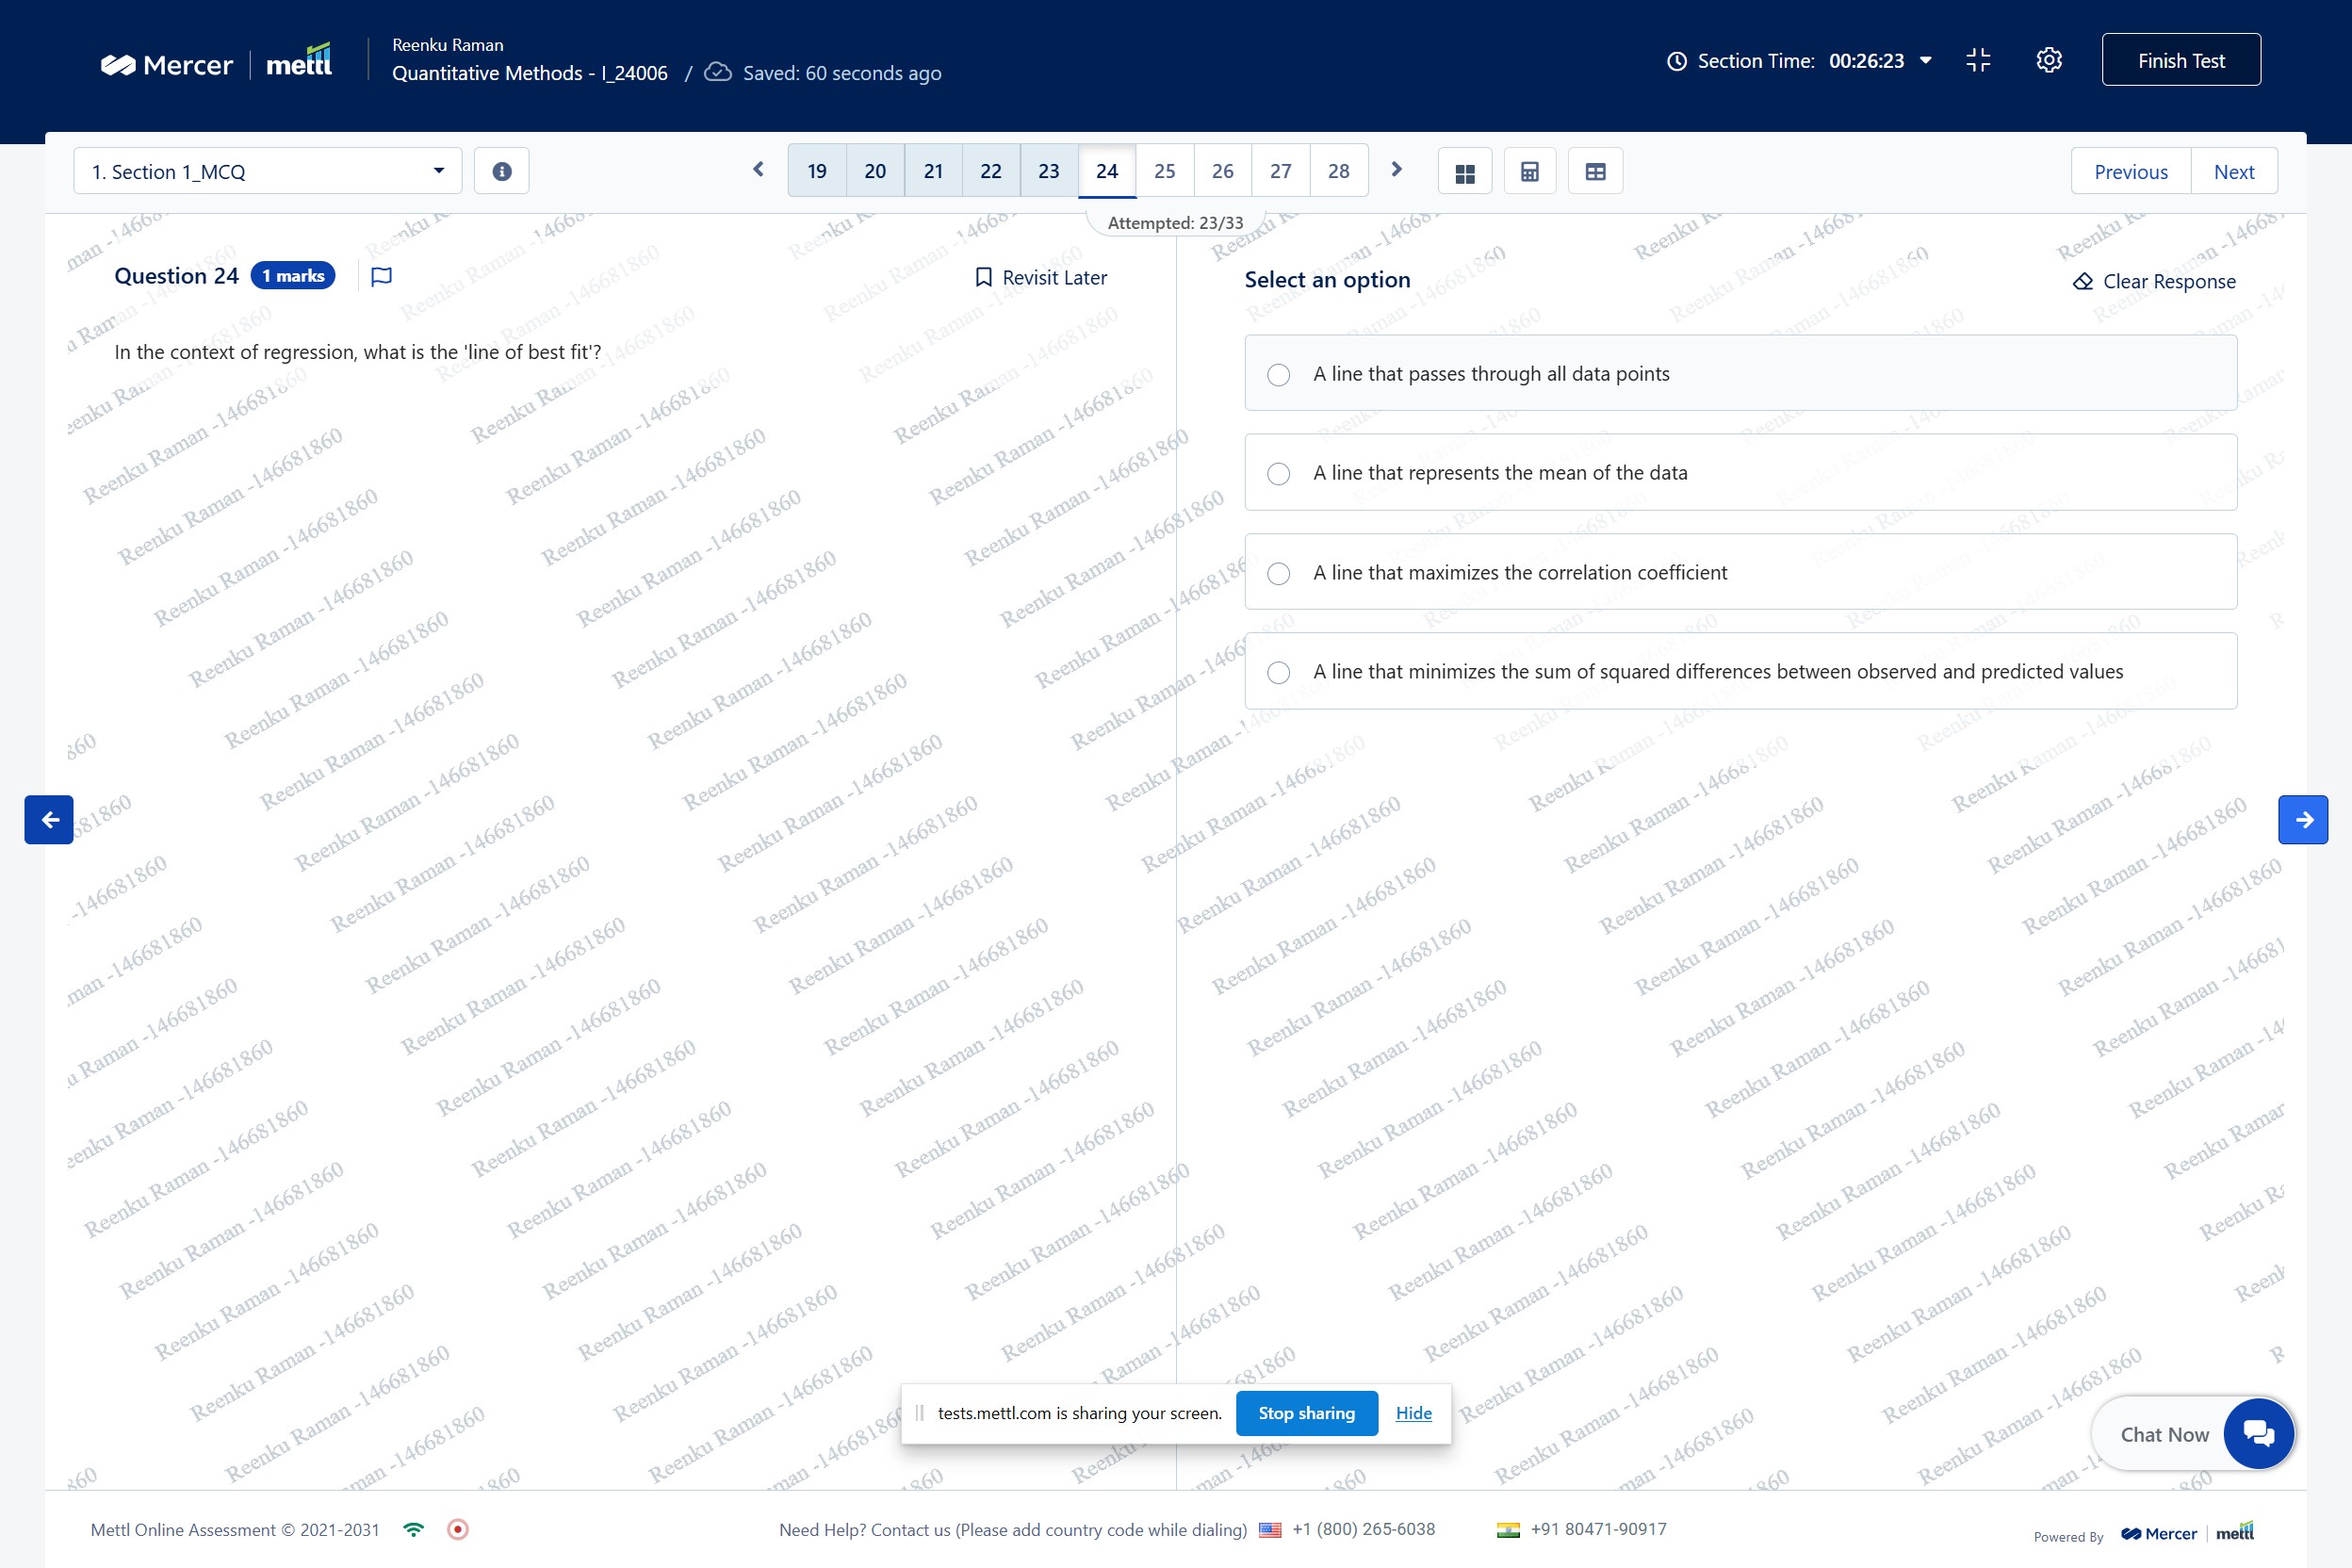 Mercer | mettl
Reenku Raman
Quantitative Methods - I_24006 / Saved: 60 seconds ago
Section Time: 00:26:23
Finish Test
1. Section 1_MCQ
19 20 21 22 23 24 25 26 27 28
Previous Next
Attempted: 23/33
Question 24 1 marks
Revisit Later
In the context of regression, what is the 'line of best fit'?
Select an option
Clear Response
A line that passes through all data points
A line that represents the mean of the data
A line that maximizes the correlation coefficient
A line that minimizes the sum of squared differences between observed and predicted values
Reenku Raman -146681860
tests.mettl.com is sharing your screen. Stop sharing Hide
Chat Now
Mettl Online Assessment © 2021-2031
Need Help? Contact us (Please add country code while dialing) +1 (800) 265-6038 +91 80471-90917
Powered By Mercer | mettl